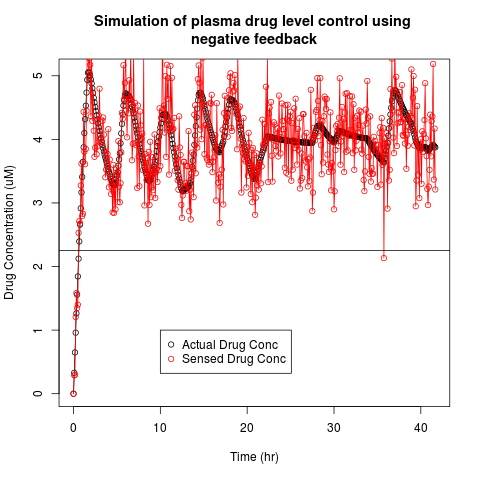 Simulation of plasma drug level control using
negative feedback
Drug Concentration (uM)
5
4
3
2
1
0
Actual Drug Conc
Sensed Drug Conc
0 10 20 30 40
Time (hr)